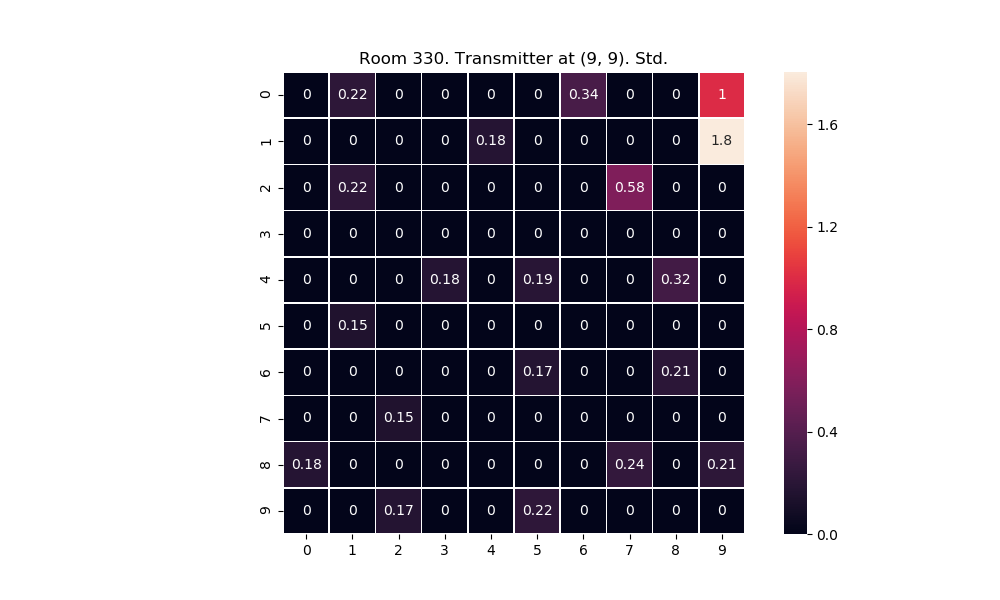 Room 330. Transmitter at (9, 9). Std.
0 0 0.22 0 0 0 0 0.34 0 0 1
1 0 0 0 0 0.18 0 0 0 0 1.8
2 0 0.22 0 0 0 0 0 0.58 0 0
3 0 0 0 0 0 0 0 0 0 0
4 0 0 0 0.18 0 0.19 0 0 0.32 0
5 0 0.15 0 0 0 0 0 0 0 0
6 0 0 0 0 0 0.17 0 0 0.21 0
7 0 0 0.15 0 0 0 0 0 0 0
8 0.18 0 0 0 0 0 0 0.24 0 0.21
9 0 0 0.17 0 0 0.22 0 0 0 0
0 1 2 3 4 5 6 7 8 9
1.6
1.2
0.8
0.4
0.0